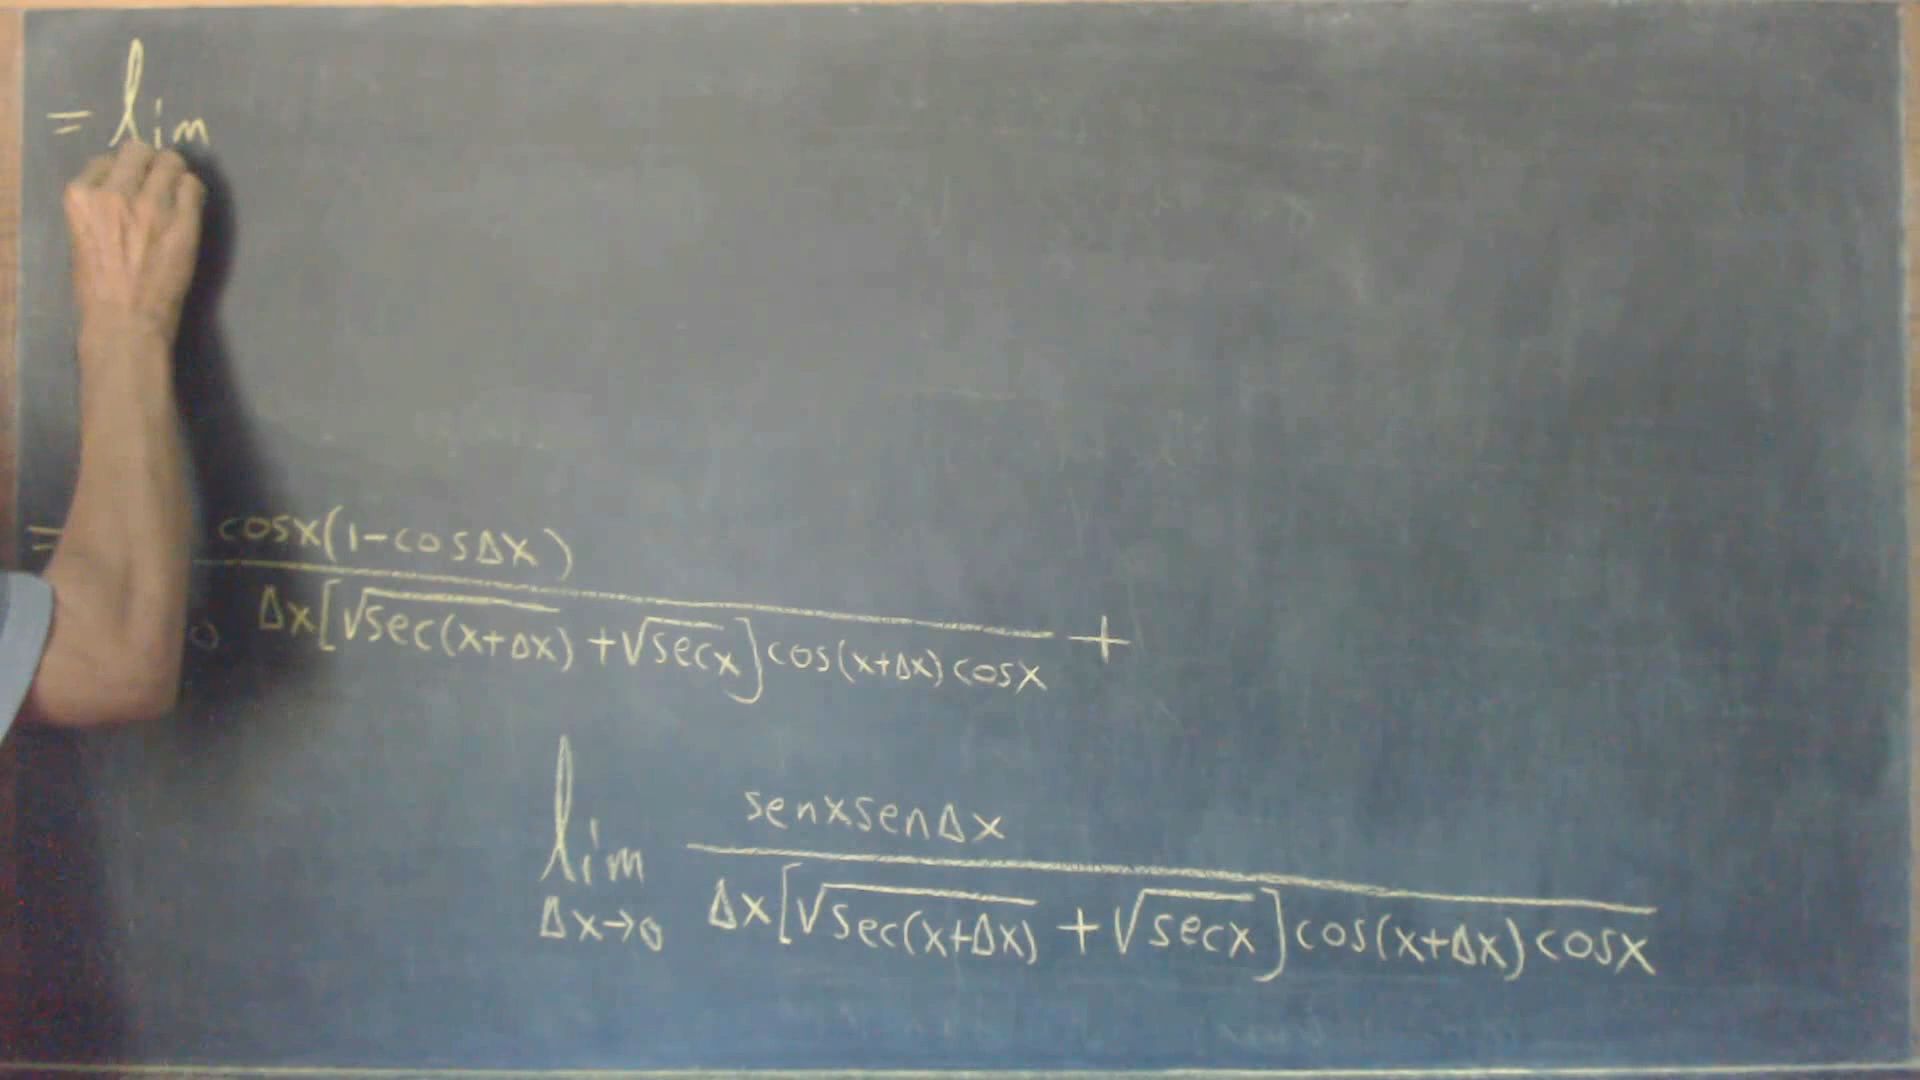 = lim
= cosx(1-cosΔx)
0 Δx[√sec(x+Δx) +√secx]cos(x+Δx)cosx +
senxsenΔx
lim
Δx→0 Δx[√sec(x+Δx) +√secx]cos(x+Δx)cosx